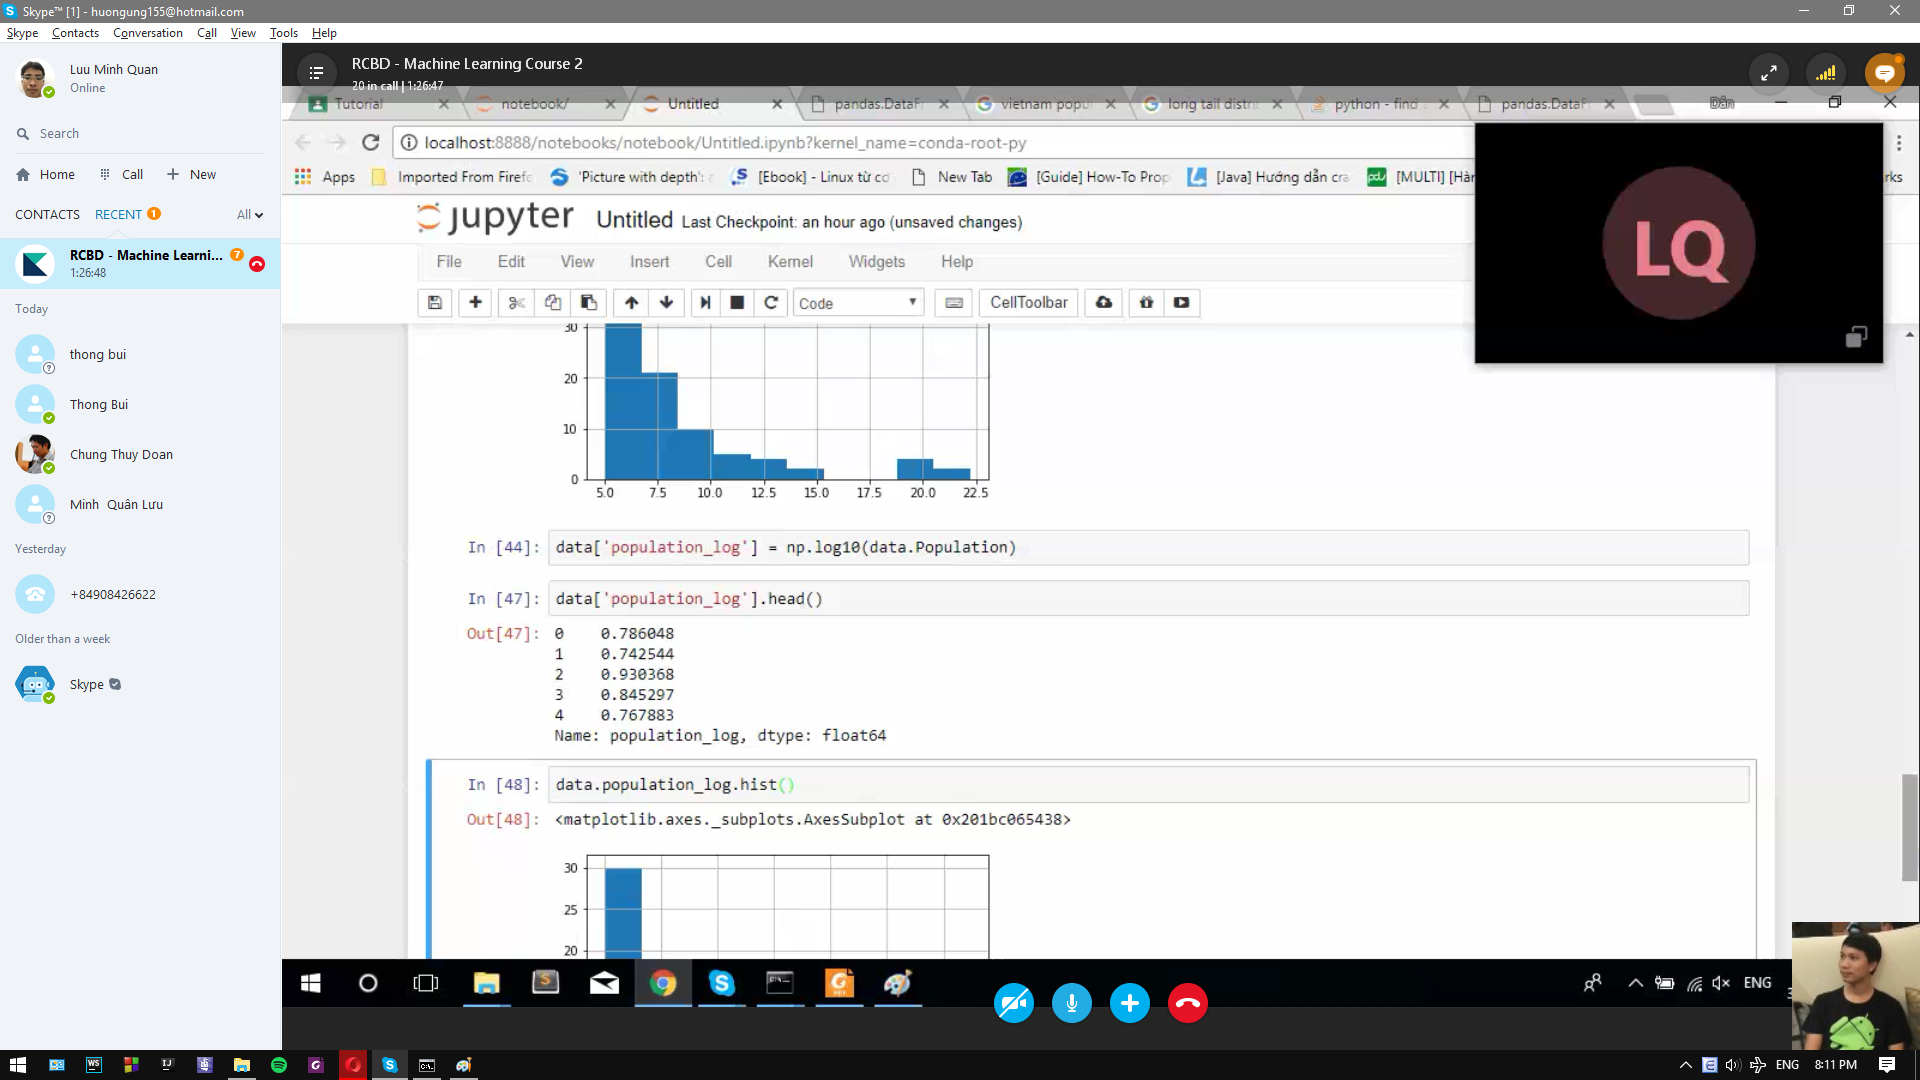 Skype™ [1] - huongung155@hotmail.com
Skype Contacts Conversation Call View Tools Help
Luu Minh Quan
Online
Search
Home Call New
CONTACTS RECENT 1 All
RCBD - Machine Learni... 7
1:26:48
Today
thong bui
Thong Bui
Chung Thuy Doan
Minh Quân Lưu
Yesterday
+84908426622
Older than a week
Skype
RCBD - Machine Learning Course 2
20 in call | 1:26:47
Tutorial notebook/ Untitled pandas.DataF vietnam popul long tail distri python - find pandas.DataF Dân
localhost:8888/notebooks/notebook/Untitled.ipynb?kernel_name=conda-root-py
Apps Imported From Firefo 'Picture with depth': [Ebook] - Linux từ cơ New Tab [Guide] How-To Prop [Java] Hướng dẫn cra [MULTI] [Hàn rks
LQ
jupyter Untitled Last Checkpoint: an hour ago (unsaved changes)
File Edit View Insert Cell Kernel Widgets Help
Code CellToolbar
30
20
10
0
5.0 7.5 10.0 12.5 15.0 17.5 20.0 22.5
In [44]: data['population_log'] = np.log10(data.Population)
In [47]: data['population_log'].head()
Out[47]: 0 0.786048
1 0.742544
2 0.930368
3 0.845297
4 0.767883
Name: population_log, dtype: float64
In [48]: data.population_log.hist()
Out[48]: <matplotlib.axes._subplots.AxesSubplot at 0x201bc065438>
30
25
20
ENG
ENG 8:11 PM